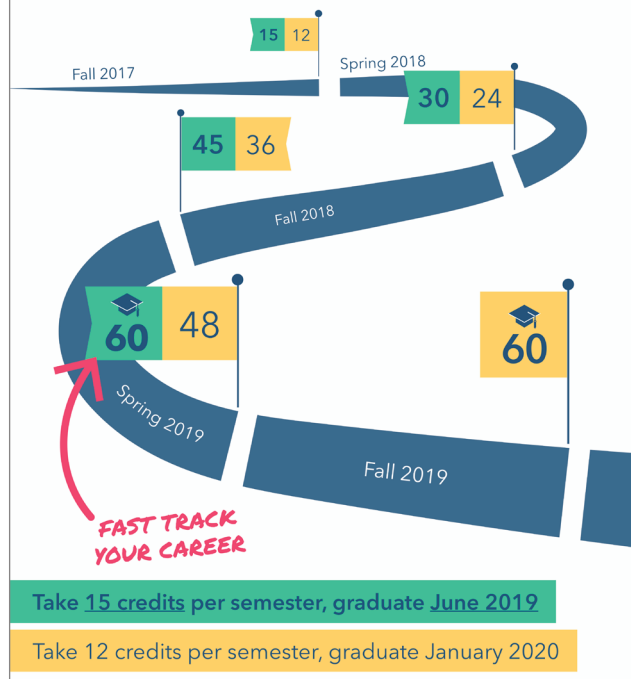 15 12
Fall 2017
Spring 2018
30 24
45 36
Fall 2018
60 48
60
Spring 2019
Fall 2019
FAST TRACK
YOUR CAREER
Take 15 credits per semester, graduate June 2019
Take 12 credits per semester, graduate January 2020